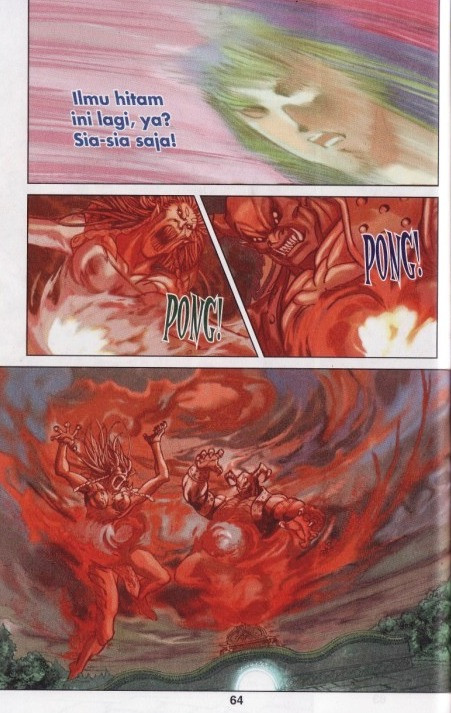 Ilmu hitam
ini lagi, ya?
Sia-sia saja!
PONG!
PONG!
64